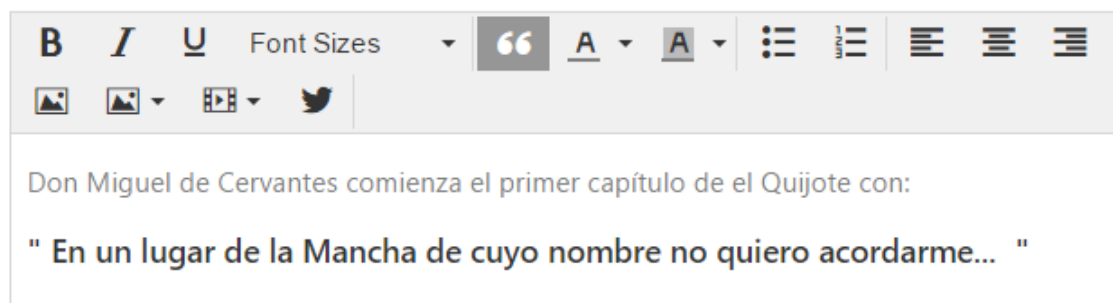 B I U Font Sizes “ A A
Don Miguel de Cervantes comienza el primer capítulo de el Quijote con:
" En un lugar de la Mancha de cuyo nombre no quiero acordarme... "